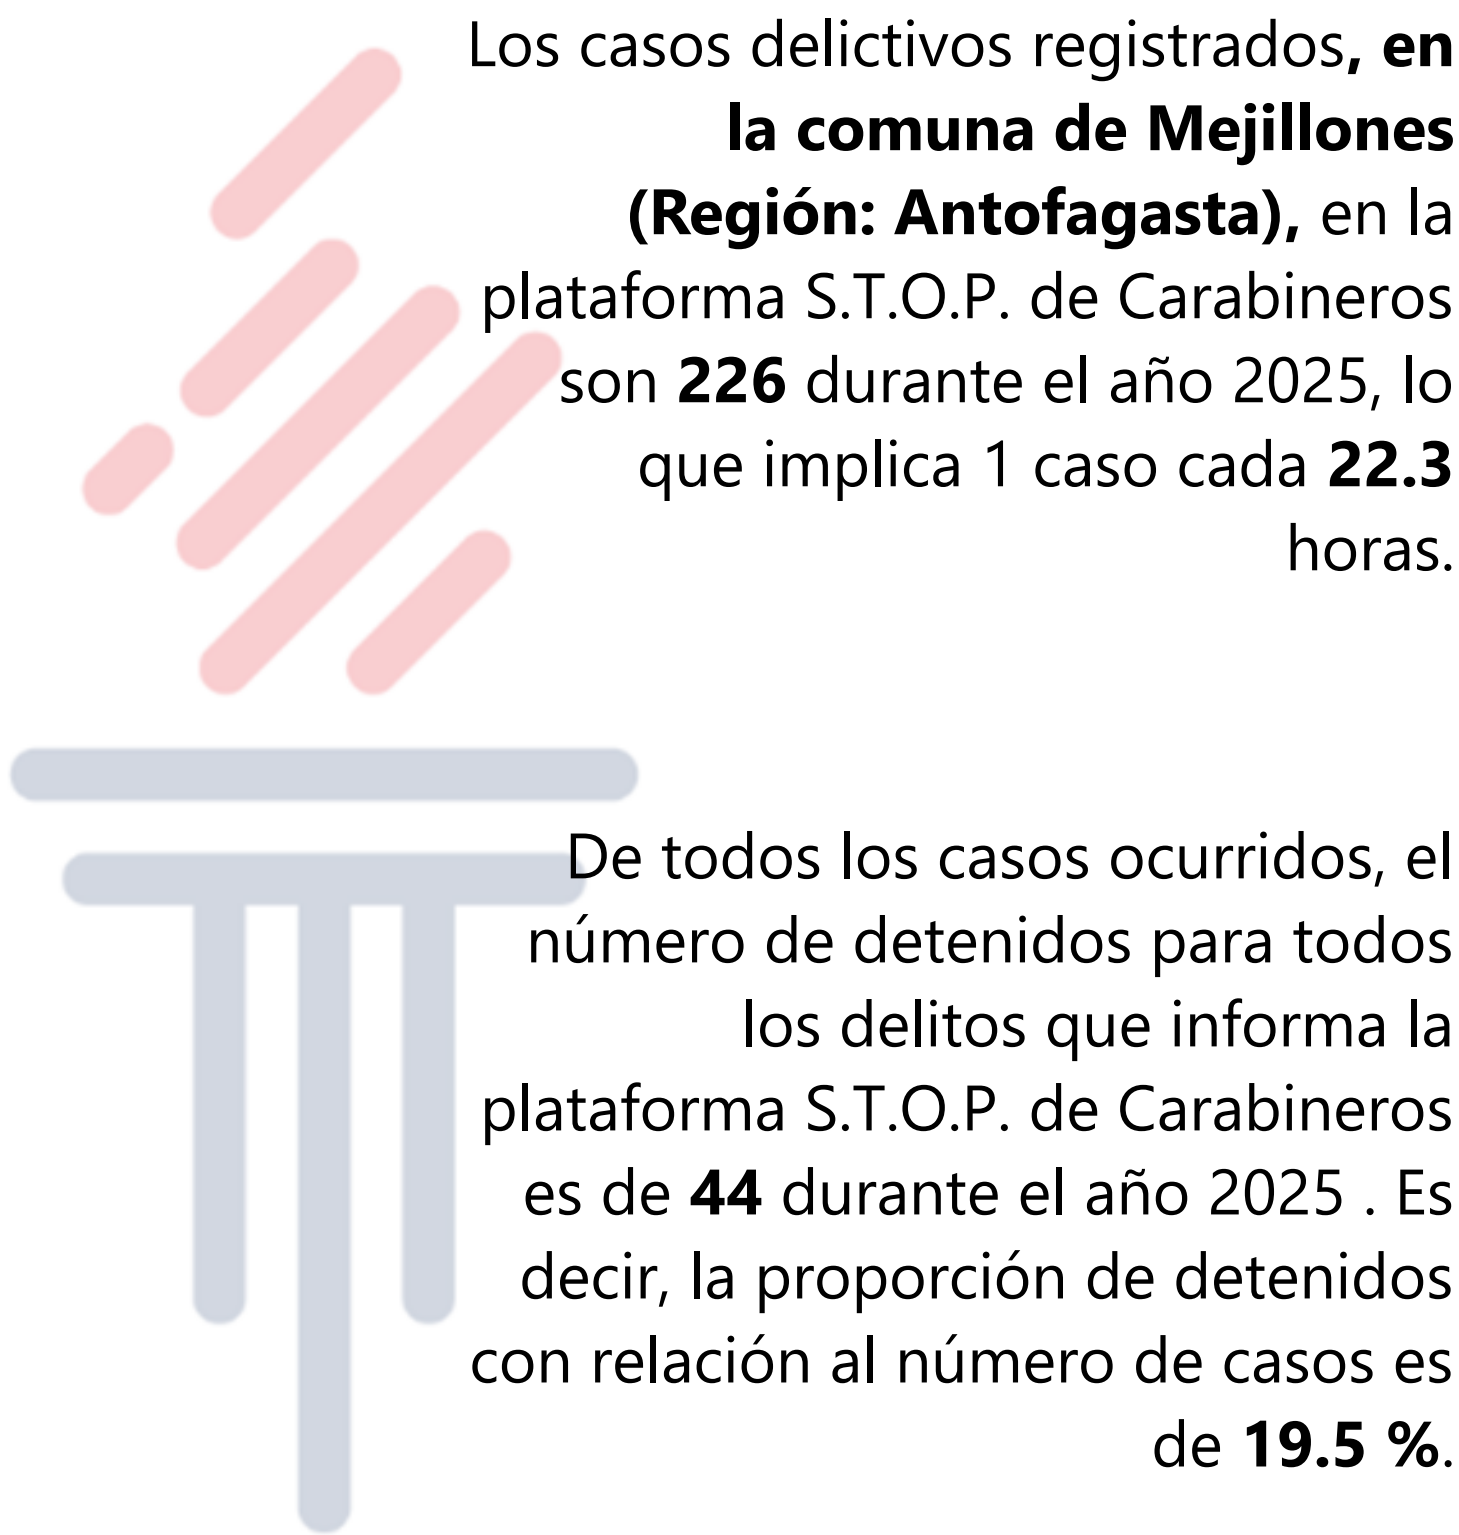 Los casos delictivos registrados, en
la comuna de Mejillones
(Región: Antofagasta), en la
plataforma S.T.O.P. de Carabineros
son 226 durante el año 2025, lo
que implica 1 caso cada 22.3
horas.
De todos los casos ocurridos, el
número de detenidos para todos
los delitos que informa la
plataforma S.T.O.P. de Carabineros
es de 44 durante el año 2025 . Es
decir, la proporción de detenidos
con relación al número de casos es
de 19.5 %.